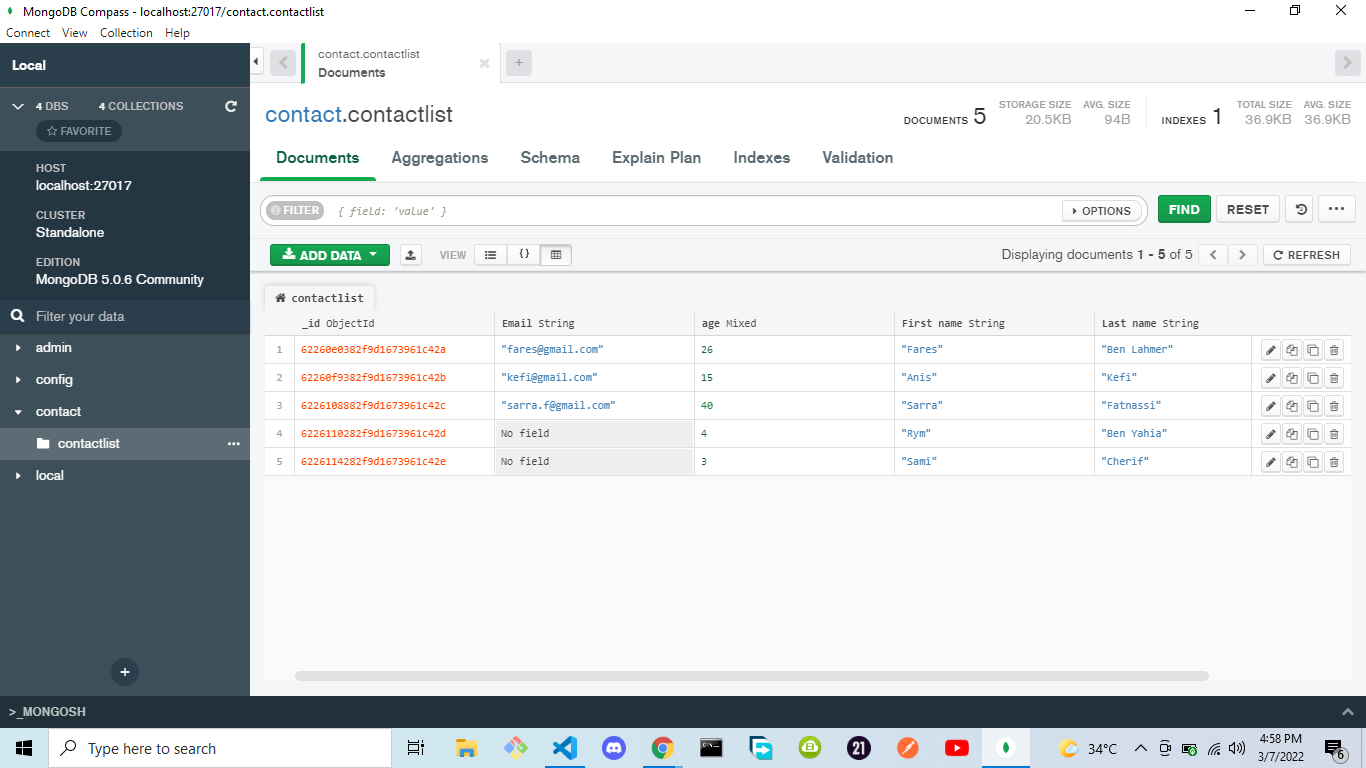 MongoDB Compass - localhost:27017/contact.contactlist
Connect View Collection Help
Local
4 DBS 4 COLLECTIONS
FAVORITE
HOST
localhost:27017
CLUSTER
Standalone
EDITION
MongoDB 5.0.6 Community
Filter your data
admin
config
contact
contactlist
local
+
contact.contactlist
Documents
+
contact.contactlist
DOCUMENTS 5
STORAGE SIZE
20.5KB
AVG. SIZE
94B
INDEXES 1
TOTAL SIZE
36.9KB
AVG. SIZE
36.9KB
Documents Aggregations Schema Explain Plan Indexes Validation
FILTER { field: 'value' } OPTIONS FIND RESET
ADD DATA VIEW {} Displaying documents 1 - 5 of 5 REFRESH
contactlist
_id ObjectId Email String age Mixed First name String Last name String
1 62260e0382f9d1673961c42a "fares@gmail.com" 26 "Fares" "Ben Lahmer"
2 62260f9382f9d1673961c42b "kefi@gmail.com" 15 "Anis" "Kefi"
3 6226108882f9d1673961c42c "sarra.f@gmail.com" 40 "Sarra" "Fatnassi"
4 6226110282f9d1673961c42d No field 4 "Rym" "Ben Yahia"
5 6226114282f9d1673961c42e No field 3 "Sami" "Cherif"
>_MONGOSH
Type here to search
21
34°C
4:58 PM
3/7/2022
6